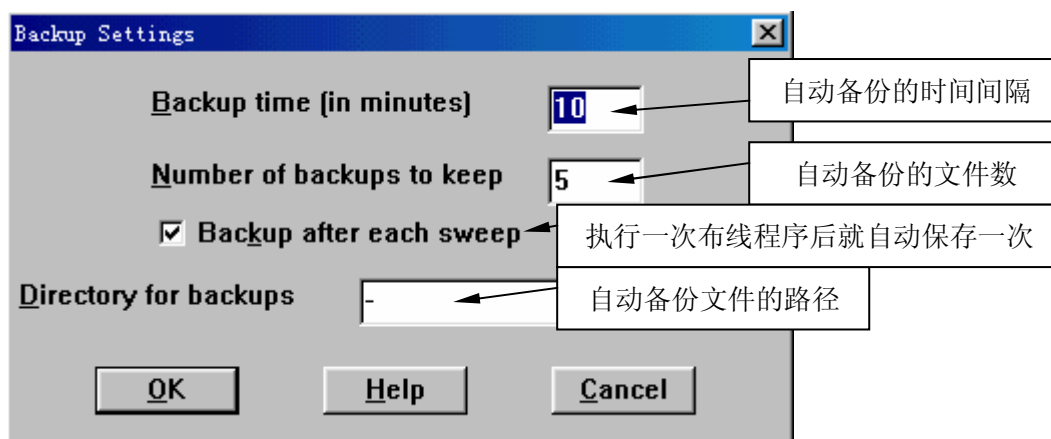 Backup Settings
Backup time (in minutes)
10
自动备份的时间间隔
Number of backups to keep
5
自动备份的文件数
Backup after each sweep
执行一次布线程序后就自动保存一次
Directory for backups
-
自动备份文件的路径
OK
Help
Cancel